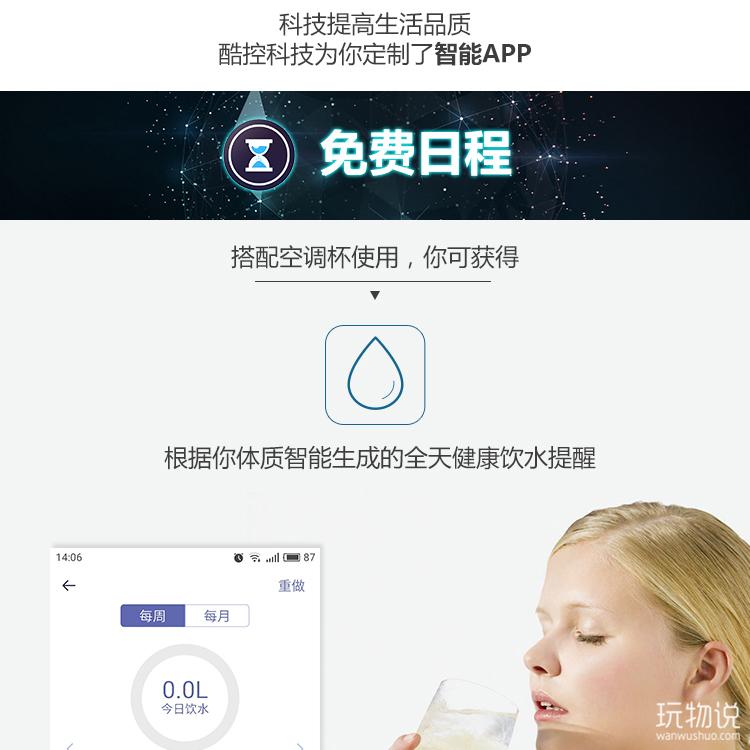 科技提高生活品质
酷控科技为你定制了智能APP
免费日程
搭配空调杯使用，你可获得
根据你体质智能生成的全天健康饮水提醒
14:06 87
重做
每周 每月
0.0L
今日饮水
玩物说
wanwushuo.com